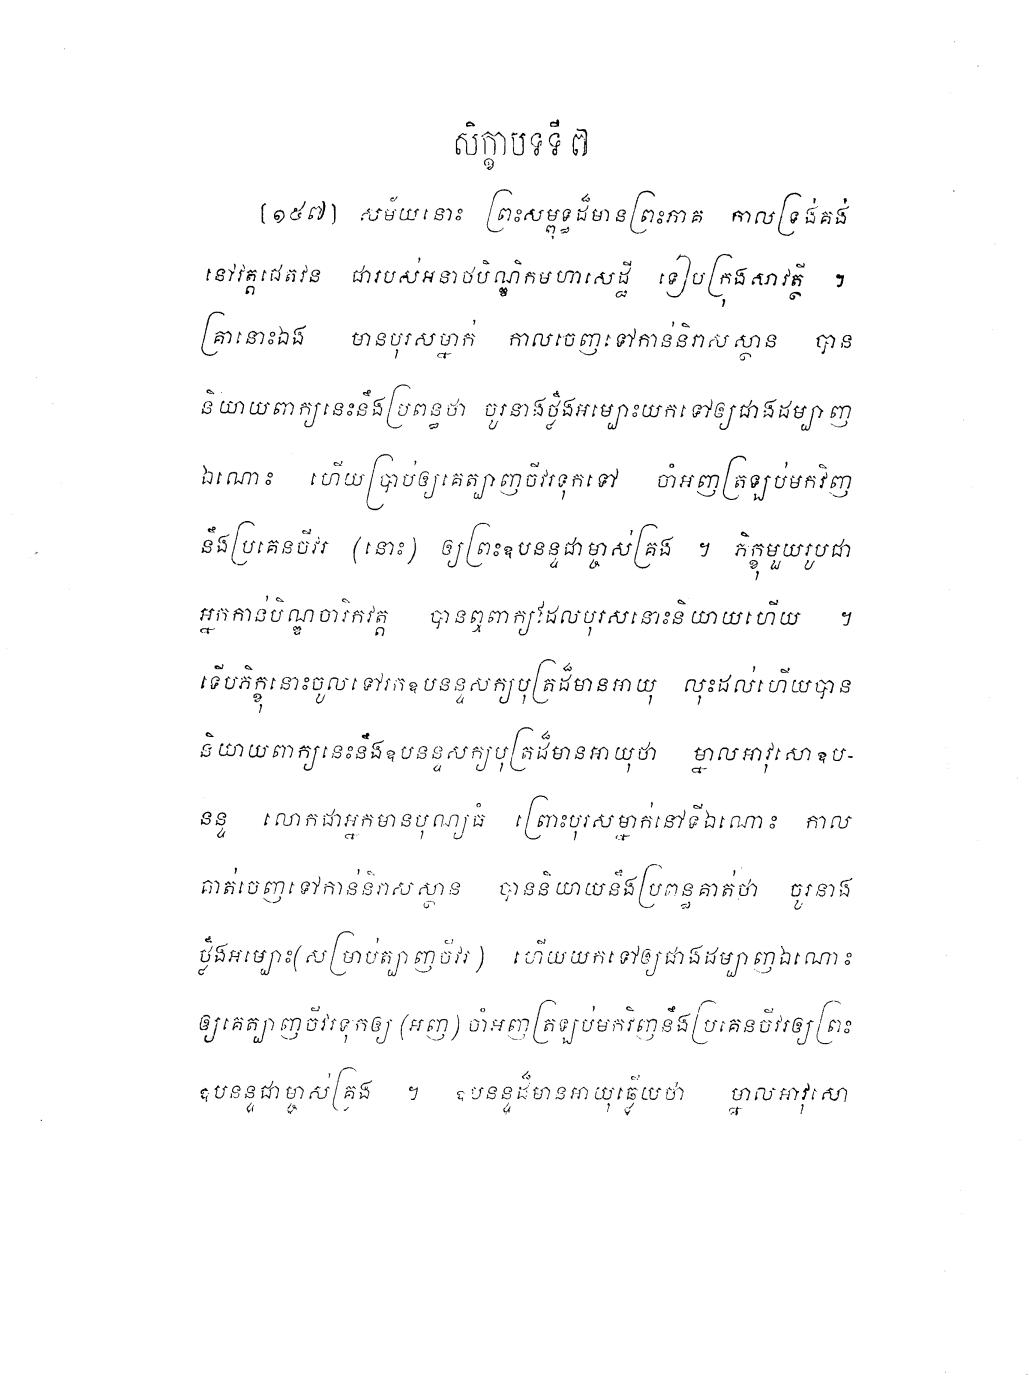 សិក្ខាបទទី ៧
[១៥៧] សម័យនោះ ព្រះសម្ពុទ្ធដ៏មានព្រះភាគ កាលទ្រង់គង់
នៅវត្តជេតវន ជារបស់អនាថបិណ្ឌិកមហាសេដ្ឋី ទៀបក្រុងសាវត្ថី ។
គ្រានោះឯង មានបុរសម្នាក់ កាលចេញទៅកាន់និរាសស្ថាន បាន
និយាយពាក្យនេះនឹងប្រពន្ធថា ចូរនាងថ្លឹងអម្បោះយកទៅឲ្យជាងដម្បាញ
ឯណោះ ហើយប្រាប់ឲ្យគេត្បាញចីវរទុកទៅ ចាំអញត្រឡប់មកវិញ
នឹងប្រគេនចីវរ (នោះ) ឲ្យព្រះឧបនន្ទជាម្ចាស់គ្រង ។ ភិក្ខុមួយរូបជា
អ្នកកាន់បិណ្ឌចារិកវត្ត បានឮពាក្យដែលបុរសនោះនិយាយហើយ ។
ទើបភិក្ខុនោះចូលទៅរកឧបនន្ទសក្យបុត្រដ៏មានអាយុ លុះដល់ហើយបាន
និយាយពាក្យនេះនឹងឧបនន្ទសក្យបុត្រដ៏មានអាយុថា ម្នាលអាវុសោឧប-
នន្ទ លោកជាអ្នកមានបុណ្យធំ ព្រោះបុរសម្នាក់នៅទីឯណោះ កាល
គាត់ចេញទៅកាន់និរាសស្ថាន បាននិយាយនឹងប្រពន្ធគាត់ថា ចូរនាង
ថ្លឹងអម្បោះ(សម្រាប់ត្បាញចីវរ) ហើយយកទៅឲ្យជាងដម្បាញឯណោះ
ឲ្យគេត្បាញចីវរទុកឲ្យ (អញ) ចាំអញត្រឡប់មកវិញនឹងប្រគេនចីវរឲ្យព្រះ
ឧបនន្ទជាម្ចាស់គ្រង ។ ឧបនន្ទដ៏មានអាយុឆ្លើយថា ម្នាលអាវុសោ